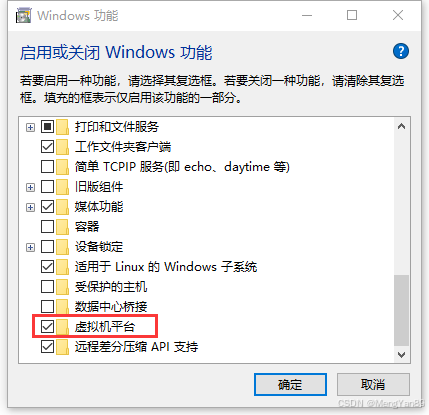 Windows 功能
启用或关闭 Windows 功能
若要启用一种功能，请选择其复选框。若要关闭一种功能，请清除其复选
框。填充的框表示仅启用该功能的一部分。
打印和文件服务
工作文件夹客户端
简单 TCPIP 服务(即 echo、daytime 等)
旧版组件
媒体功能
容器
设备锁定
适用于 Linux 的 Windows 子系统
受保护的主机
数据中心桥接
虚拟机平台
远程差分压缩 API 支持
确定
取消
CSDN @MengYan89